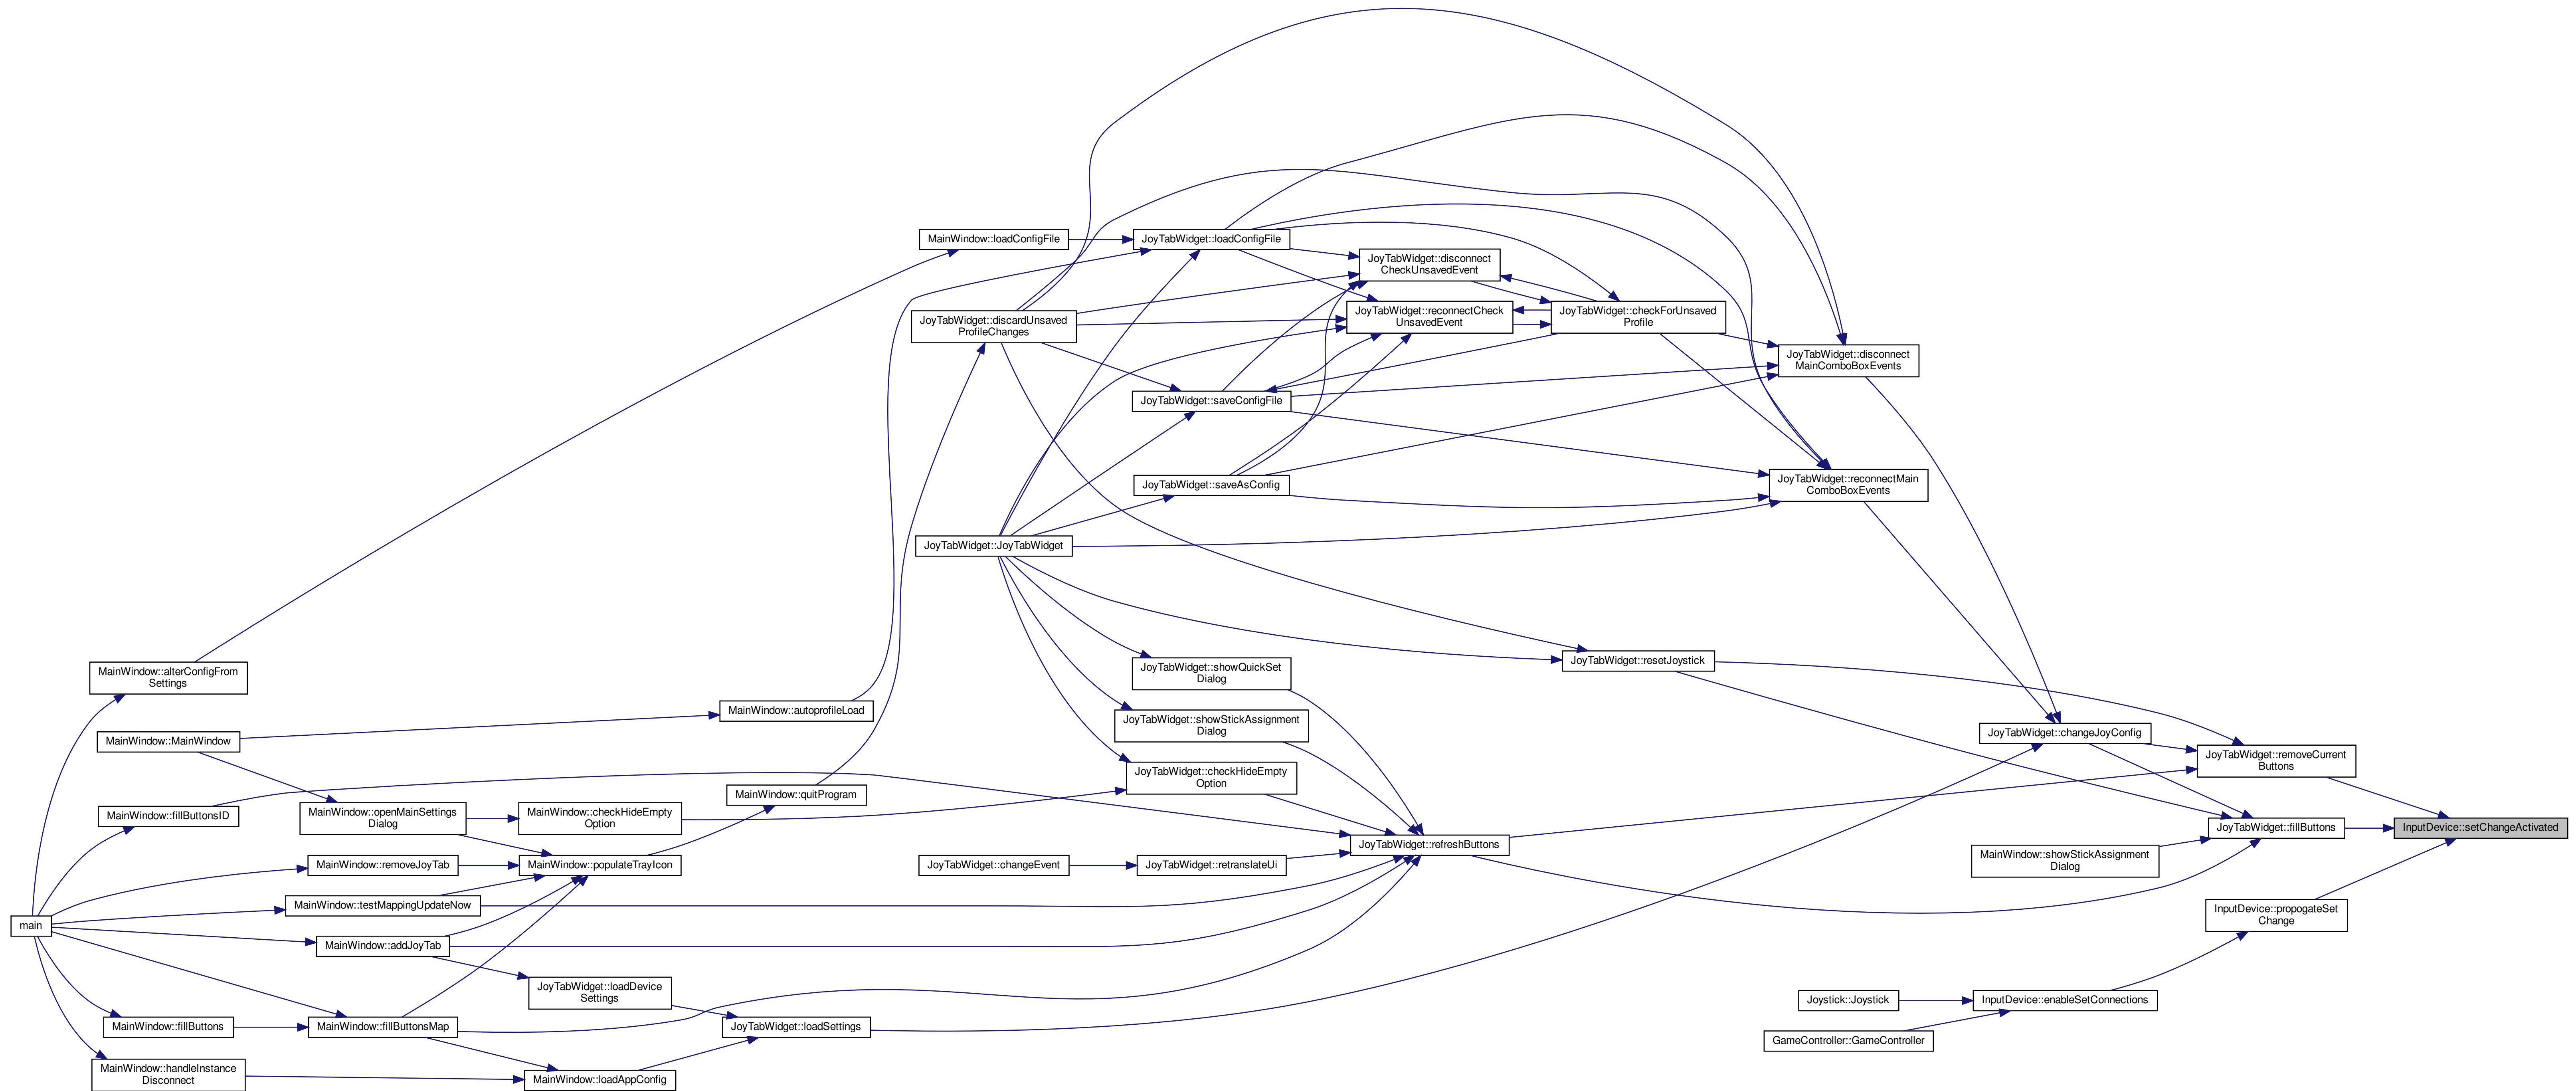 MainWindow::loadConfigFile
JoyTabWidget::loadConfigFile
JoyTabWidget::disconnect
CheckUnsavedEvent
JoyTabWidget::discardUnsaved
ProfileChanges
JoyTabWidget::reconnectCheck
UnsavedEvent
JoyTabWidget::checkForUnsaved
Profile
JoyTabWidget::disconnect
MainComboBoxEvents
JoyTabWidget::saveConfigFile
JoyTabWidget::saveAsConfig
JoyTabWidget::reconnectMain
ComboBoxEvents
JoyTabWidget::JoyTabWidget
MainWindow::alterConfigFrom
Settings
JoyTabWidget::showQuickSet
Dialog
JoyTabWidget::resetJoystick
MainWindow::autoprofileLoad
JoyTabWidget::showStickAssignment
Dialog
MainWindow::MainWindow
JoyTabWidget::changeJoyConfig
JoyTabWidget::removeCurrent
Buttons
JoyTabWidget::checkHideEmpty
Option
MainWindow::quitProgram
MainWindow::fillButtonsID
MainWindow::openMainSettings
Dialog
MainWindow::checkHideEmpty
Option
JoyTabWidget::fillButtons
InputDevice::setChangeActivated
JoyTabWidget::refreshButtons
MainWindow::showStickAssignment
Dialog
MainWindow::removeJoyTab
MainWindow::populateTrayIcon
JoyTabWidget::changeEvent
JoyTabWidget::retranslateUi
MainWindow::testMappingUpdateNow
InputDevice::propogateSet
Change
main
MainWindow::addJoyTab
JoyTabWidget::loadDevice
Settings
Joystick::Joystick
InputDevice::enableSetConnections
MainWindow::fillButtons
MainWindow::fillButtonsMap
JoyTabWidget::loadSettings
GameController::GameController
MainWindow::handleInstance
Disconnect
MainWindow::loadAppConfig